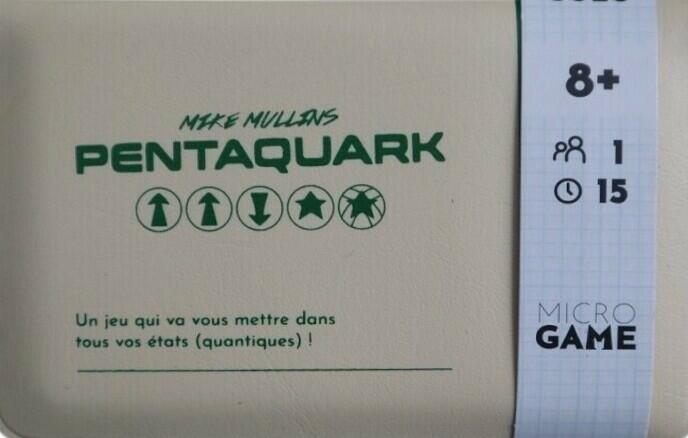 MIKE MULLINS
PENTAQUARK
Un jeu qui va vous mettre dans
tous vos états (quantiques) !
8+
1
15
MICRO
GAME